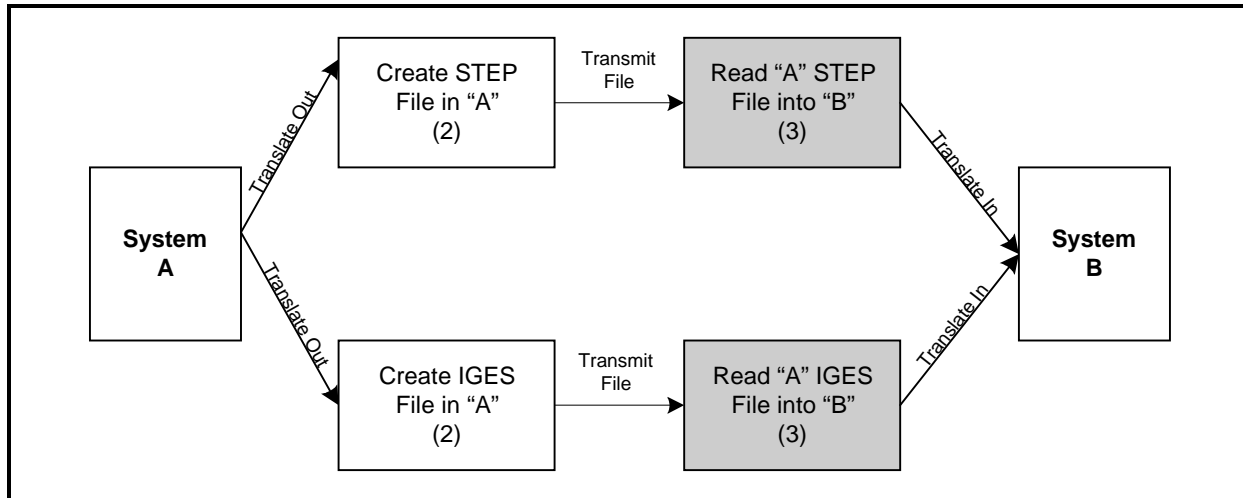 System
A
Translate Out
Create STEP
File in “A”
(2)
Transmit
File
Read “A” STEP
File into “B”
(3)
Translate In
Translate Out
Create IGES
File in “A”
(2)
Transmit
File
Read “A” IGES
File into “B”
(3)
Translate In
System
B